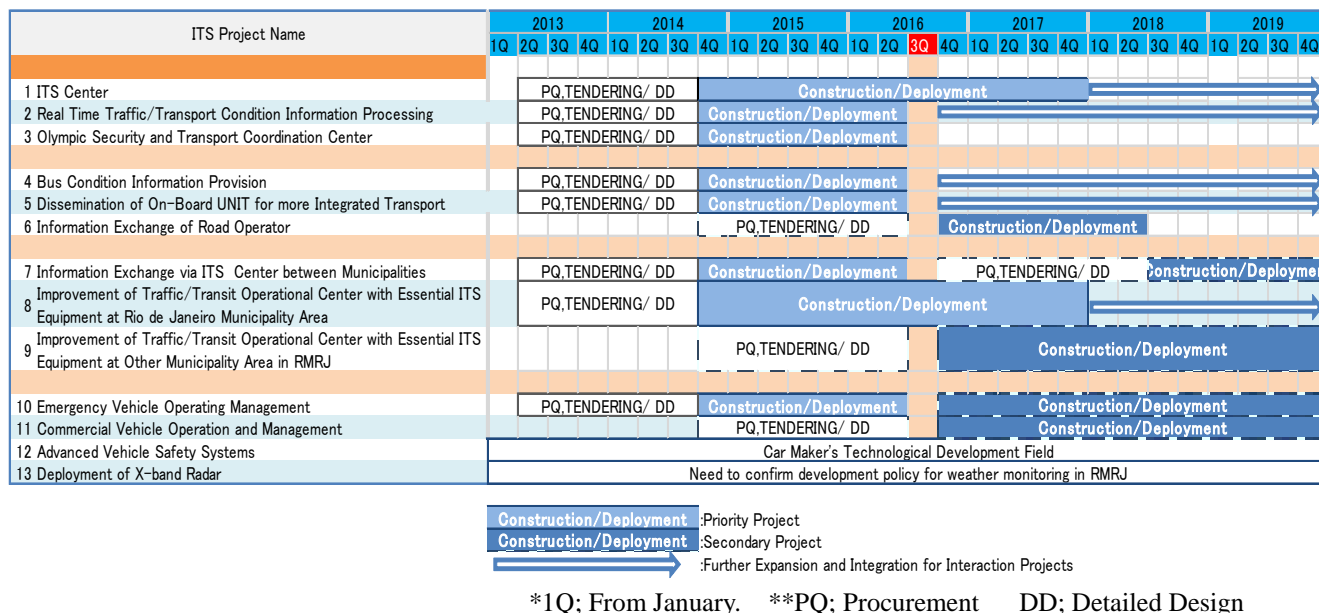 ITS Project Name 2013 2014 2015 2016 2017 2018 2019
1Q 2Q 3Q 4Q 1Q 2Q 3Q 4Q 1Q 2Q 3Q 4Q 1Q 2Q 3Q 4Q 1Q 2Q 3Q 4Q 1Q 2Q 3Q 4Q 1Q 2Q 3Q 4Q
1 ITS Center PQ,TENDERING/ DD Construction/Deployment
2 Real Time Traffic/Transport Condition Information Processing PQ,TENDERING/ DD Construction/Deployment
3 Olympic Security and Transport Coordination Center PQ,TENDERING/ DD Construction/Deployment
4 Bus Condition Information Provision PQ,TENDERING/ DD Construction/Deployment
5 Dissemination of On-Board UNIT for more Integrated Transport PQ,TENDERING/ DD Construction/Deployment
6 Information Exchange of Road Operator PQ,TENDERING/ DD Construction/Deployment
7 Information Exchange via ITS Center between Municipalities PQ,TENDERING/ DD Construction/Deployment PQ,TENDERING/ DD Construction/Deploymen
8 Improvement of Traffic/Transit Operational Center with Essential ITS
Equipment at Rio de Janeiro Municipality Area PQ,TENDERING/ DD Construction/Deployment
9 Improvement of Traffic/Transit Operational Center with Essential ITS
Equipment at Other Municipality Area in RMRJ PQ,TENDERING/ DD Construction/Deployment
10 Emergency Vehicle Operating Management PQ,TENDERING/ DD Construction/Deployment Construction/Deployment
11 Commercial Vehicle Operation and Management PQ,TENDERING/ DD Construction/Deployment
12 Advanced Vehicle Safety Systems Car Maker's Technological Development Field
13 Deployment of X-band Radar Need to confirm development policy for weather monitoring in RMRJ
Construction/Deployment :Priority Project
Construction/Deployment :Secondary Project
:Further Expansion and Integration for Interaction Projects
*1Q; From January. **PQ; Procurement DD; Detailed Design